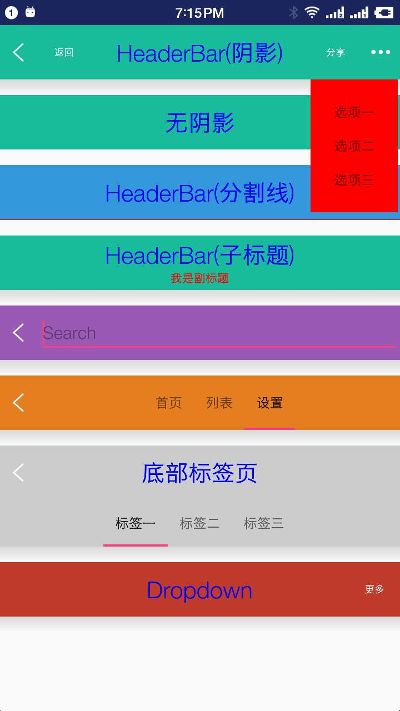 1 7:15PM
返回 HeaderBar(阴影) 分享
选项一
无阴影
选项二
选项三
HeaderBar(分割线)
HeaderBar(子标题)
我是副标题
Search
首页 列表 设置
底部标签页
标签一 标签二 标签三
Dropdown 更多